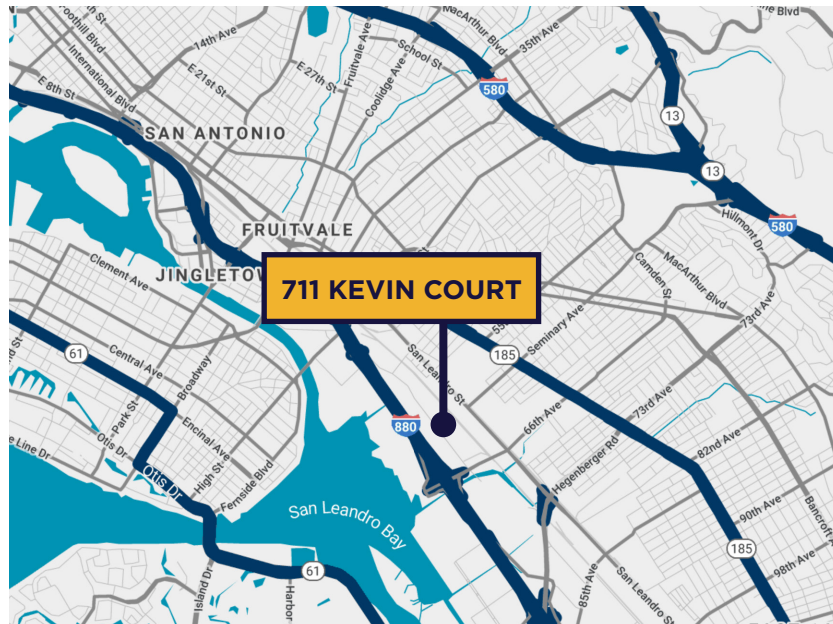 Foothill Blvd
14th Ave
E 21st St
International Blvd
E 8th St
E 27th St
Fruitvale Ave
Coolidge Ave
School St
MacArthur Blvd
35th Ave
580
13
13
580
Hillmont Dr
SAN ANTONIO
FRUITVALE
JINGLETOW
711 KEVIN COURT
Clement Ave
Central Ave
61
Broadway
Park St
Encinal Ave
Otis Dr
Otis Dr
High St
Fernside Blvd
San Leandro Bay
Island Dr
61
Harbor
880
San Leandro St
185
Seminary Ave
Camden St
MacArthur Blvd
73rd Ave
66th Ave
73rd Ave
Hegenberger Rd
82nd Ave
90th Ave
98th Ave
185
85th Ave
San Leandro St